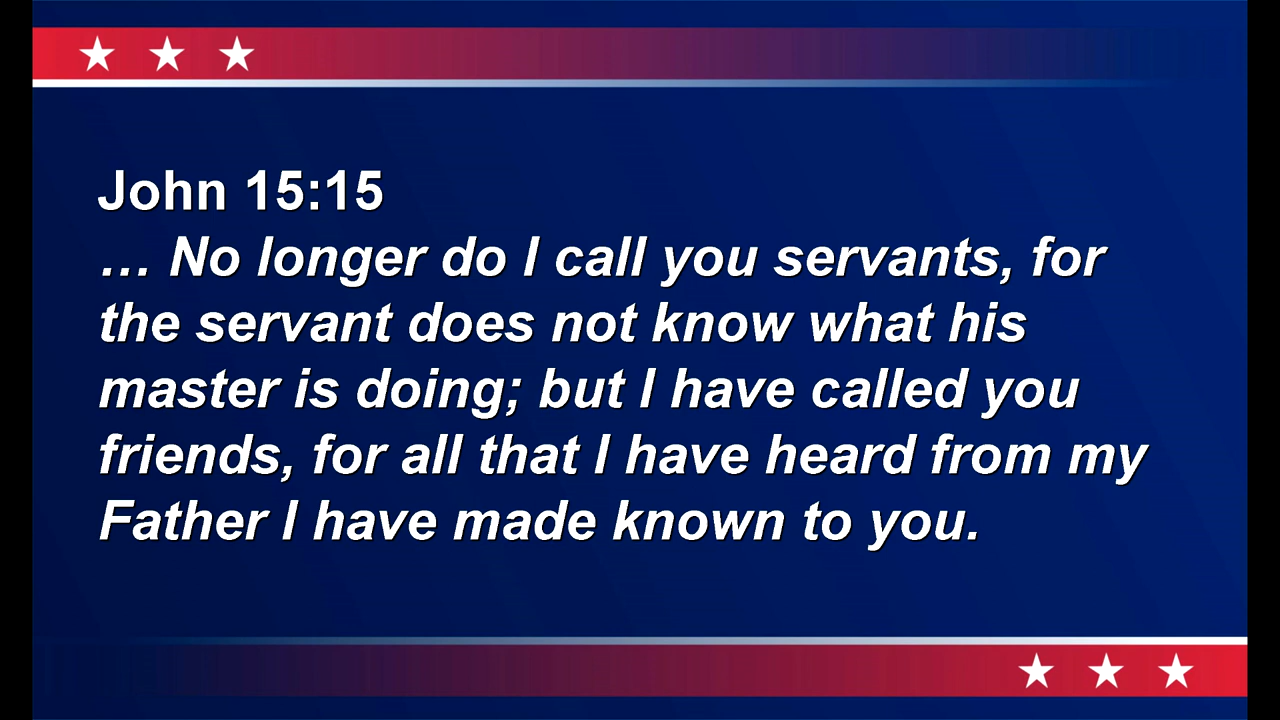 John 15:15
… No longer do I call you servants, for
the servant does not know what his
master is doing; but I have called you
friends, for all that I have heard from my
Father I have made known to you.